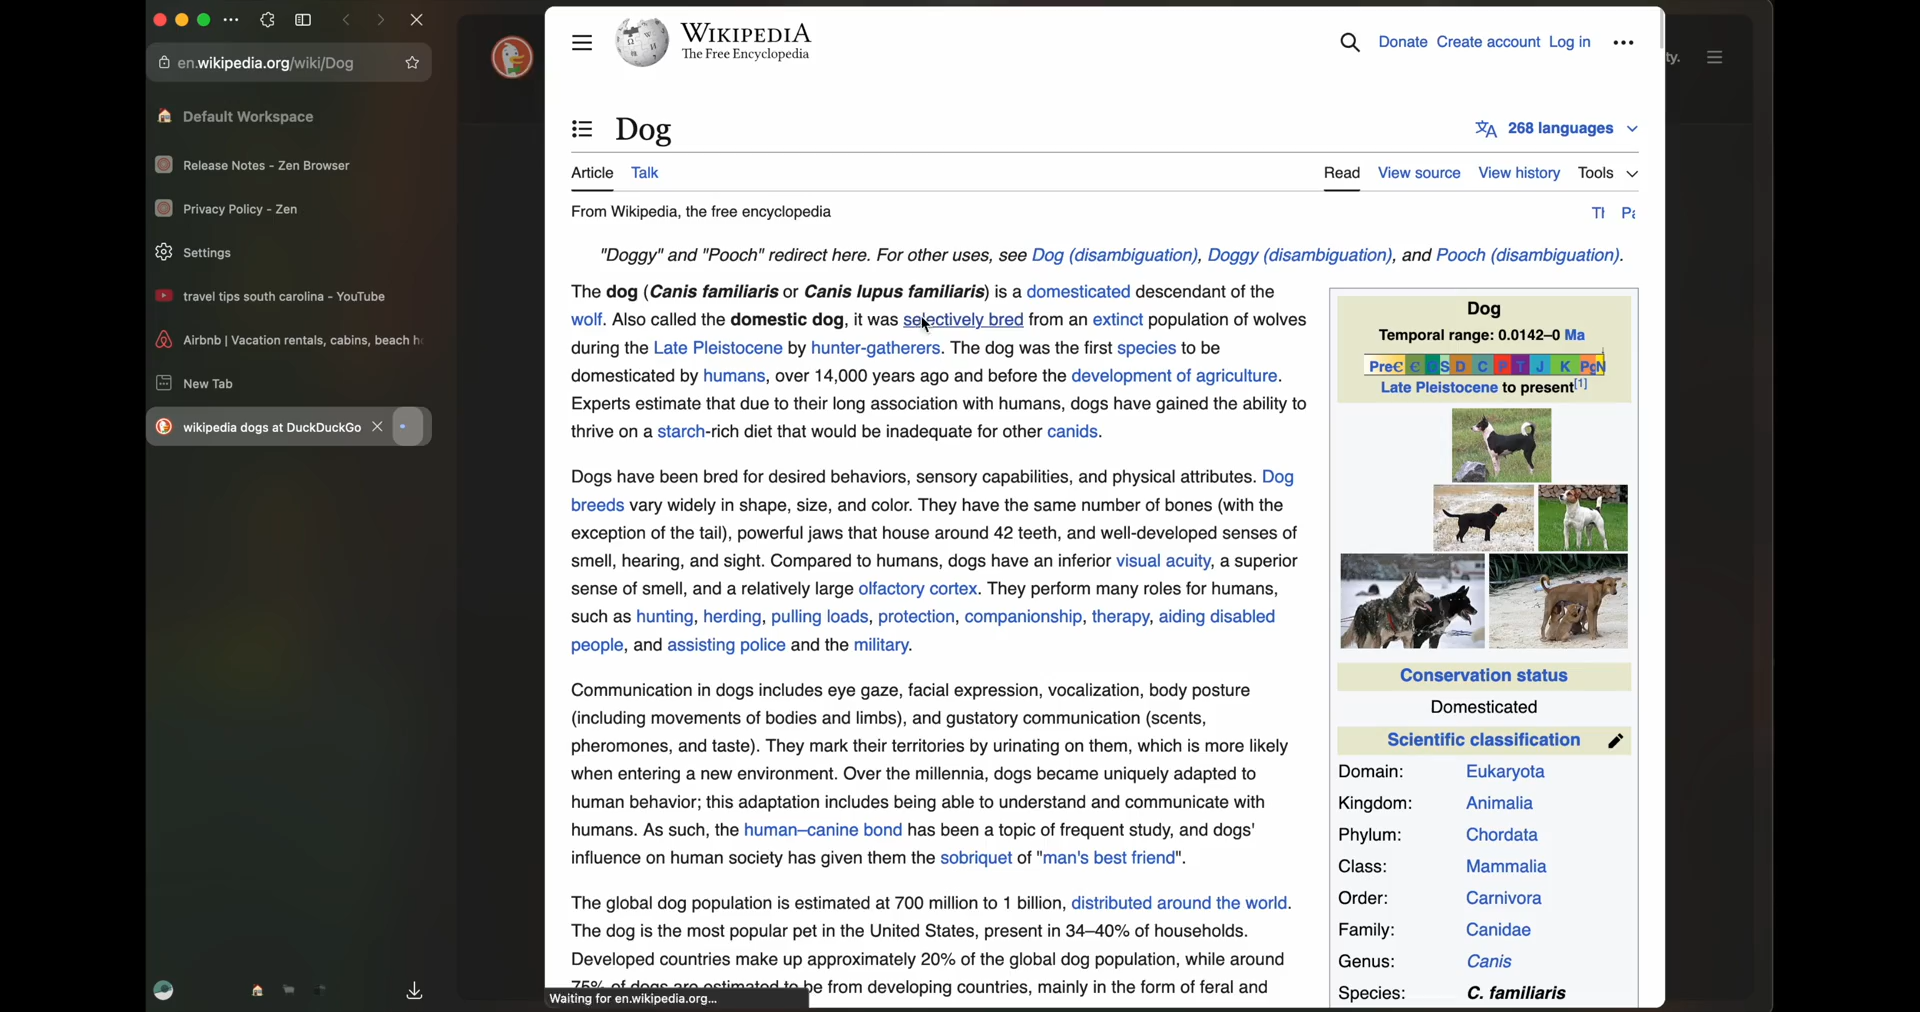 en.wikipedia.org/wiki/Dog
Default Workspace
Release Notes - Zen Browser
Privacy Policy - Zen
Settings
travel tips south carolina - YouTube
Airbnb | Vacation rentals, cabins, beach
New Tab
wikipedia dogs at DuckDuckGo
WIKIPEDIA
The Free Encyclopedia
Donate Create account Log in
ty.
Dog
268 languages
Article Talk
Read View source View history Tools
From Wikipedia, the free encyclopedia
"Doggy" and "Pooch" redirect here. For other uses, see Dog (disambiguation), Doggy (disambiguation), and Pooch (disambiguation).
The dog (Canis familiaris or Canis lupus familiaris) is a domesticated descendant of the
wolf. Also called the domestic dog, it was selectively bred from an extinct population of wolves
during the Late Pleistocene by hunter-gatherers. The dog was the first species to be
domesticated by humans, over 14,000 years ago and before the development of agriculture.
Experts estimate that due to their long association with humans, dogs have gained the ability to
thrive on a starch-rich diet that would be inadequate for other canids.
Dogs have been bred for desired behaviors, sensory capabilities, and physical attributes. Dog
breeds vary widely in shape, size, and color. They have the same number of bones (with the
exception of the tail), powerful jaws that house around 42 teeth, and well-developed senses of
smell, hearing, and sight. Compared to humans, dogs have an inferior visual acuity, a superior
sense of smell, and a relatively large olfactory cortex. They perform many roles for humans,
such as hunting, herding, pulling loads, protection, companionship, therapy, aiding disabled
people, and assisting police and the military.
Communication in dogs includes eye gaze, facial expression, vocalization, body posture
(including movements of bodies and limbs), and gustatory communication (scents,
pheromones, and taste). They mark their territories by urinating on them, which is more likely
when entering a new environment. Over the millennia, dogs became uniquely adapted to
human behavior; this adaptation includes being able to understand and communicate with
humans. As such, the human–canine bond has been a topic of frequent study, and dogs'
influence on human society has given them the sobriquet of "man's best friend".
The global dog population is estimated at 700 million to 1 billion, distributed around the world.
The dog is the most popular pet in the United States, present in 34–40% of households.
Developed countries make up approximately 20% of the global dog population, while around
75% of dogs are estimated to be from developing countries, mainly in the form of feral and
Waiting for en.wikipedia.org...
Dog
Temporal range: 0.0142–0 Ma
PreЄ Є O S D C P T J K Pg N
Late Pleistocene to present[1]
Conservation status
Domesticated
Scientific classification
Domain: Eukaryota
Kingdom: Animalia
Phylum: Chordata
Class: Mammalia
Order: Carnivora
Family: Canidae
Genus: Canis
Species: C. familiaris